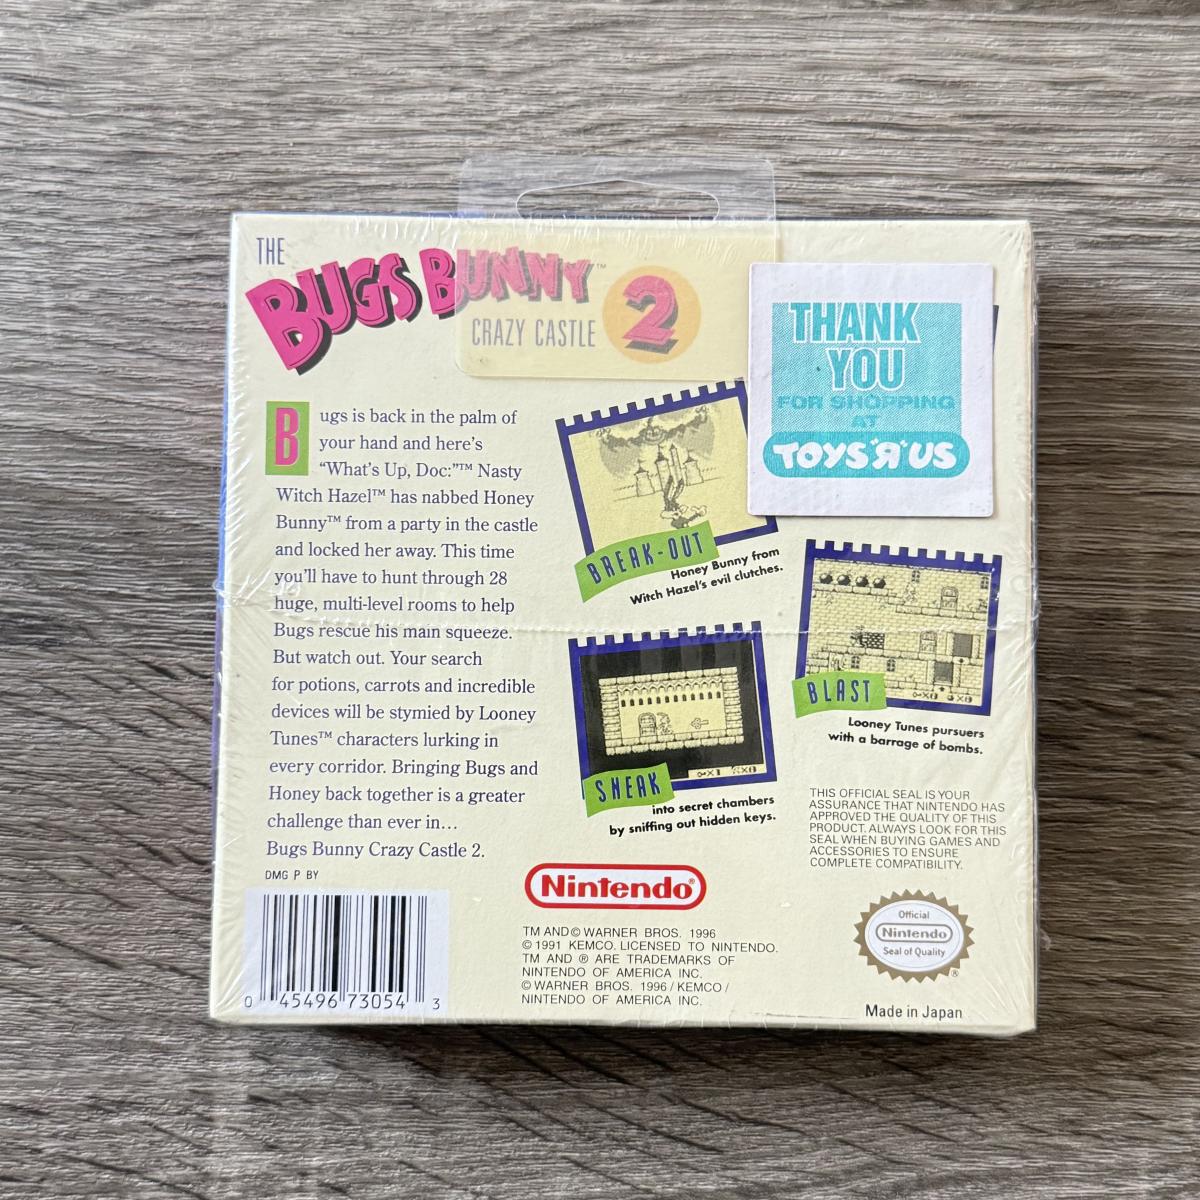 THE
BUGS BUNNY™ 2
CRAZY CASTLE
THANK
YOU
FOR SHOPPING
AT
TOYS"R"US
Bugs is back in the palm of
your hand and here's
"What's Up, Doc:"™ Nasty
Witch Hazel™ has nabbed Honey
Bunny™ from a party in the castle
and locked her away. This time
you'll have to hunt through 28
huge, multi-level rooms to help
Bugs rescue his main squeeze.
But watch out. Your search
for potions, carrots and incredible
devices will be stymied by Looney
Tunes™ characters lurking in
every corridor. Bringing Bugs and
Honey back together is a greater
challenge than ever in...
Bugs Bunny Crazy Castle 2.
DMG P BY
BREAK-OUT
Honey Bunny from
Witch Hazel's evil clutches.
BLAST
Looney Tunes pursuers
with a barrage of bombs.
SNEAK
into secret chambers
by sniffing out hidden keys.
THIS OFFICIAL SEAL IS YOUR
ASSURANCE THAT NINTENDO HAS
APPROVED THE QUALITY OF THIS
PRODUCT. ALWAYS LOOK FOR THIS
SEAL WHEN BUYING GAMES AND
ACCESSORIES TO ENSURE
COMPLETE COMPATIBILITY.
Nintendo®
TM AND © WARNER BROS. 1996
© 1991 KEMCO. LICENSED TO NINTENDO.
TM AND ® ARE TRADEMARKS OF
NINTENDO OF AMERICA INC.
© WARNER BROS. 1996 / KEMCO /
NINTENDO OF AMERICA INC.
Official
Nintendo
Seal of Quality
®
0 45496 73054 3
Made in Japan